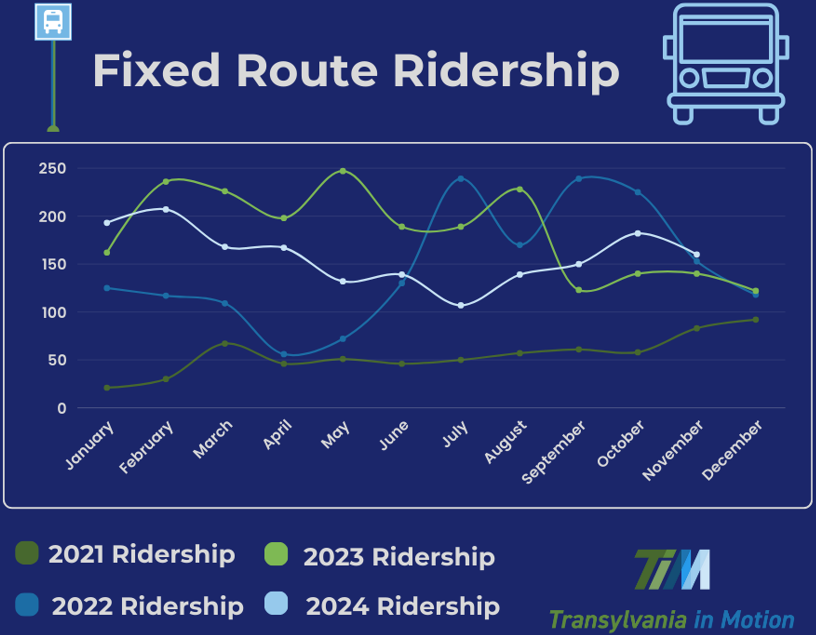 Fixed Route Ridership
250
200
150
100
50
0
January
February
March
April
May
June
July
August
September
October
November
December
2021 Ridership
2023 Ridership
2022 Ridership
2024 Ridership
TiM
Transylvania in Motion